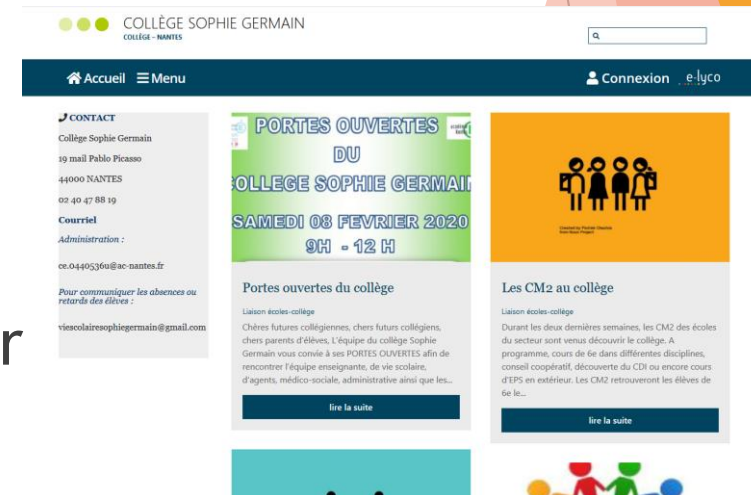 COLLÈGE SOPHIE GERMAIN
COLLÈGE – NANTES
Accueil Menu
Connexion e-lyco
CONTACT
Collège Sophie Germain
19 mail Pablo Picasso
44000 NANTES
02 40 47 88 19
Courriel
Administration :
ce.0440536u@ac-nantes.fr
Pour communiquer les absences ou
retards des élèves :
viescolairesophiegermain@gmail.com
r
PORTES OUVERTES
DU
COLLEGE SOPHIE GERMAIN
SAMEDI 08 FEVRIER 2020
9H - 12 H
Portes ouvertes du collège
Liaison écoles-collège
Chères futures collégiennes, chers futurs collégiens,
chers parents d'élèves, L'équipe du collège Sophie
Germain vous convie à ses PORTES OUVERTES afin de
rencontrer l'équipe enseignante, de vie scolaire,
d'agents, médico-sociale, administrative ainsi que les...
lire la suite
Les CM2 au collège
Liaison écoles-collège
Durant les deux dernières semaines, les CM2 des écoles
du secteur sont venus découvrir le collège. A
programme, cours de 6e dans différentes disciplines,
conseil coopératif, découverte du CDI ou encore cours
d'EPS en extérieur. Les CM2 retrouveront les élèves de
6e le...
lire la suite